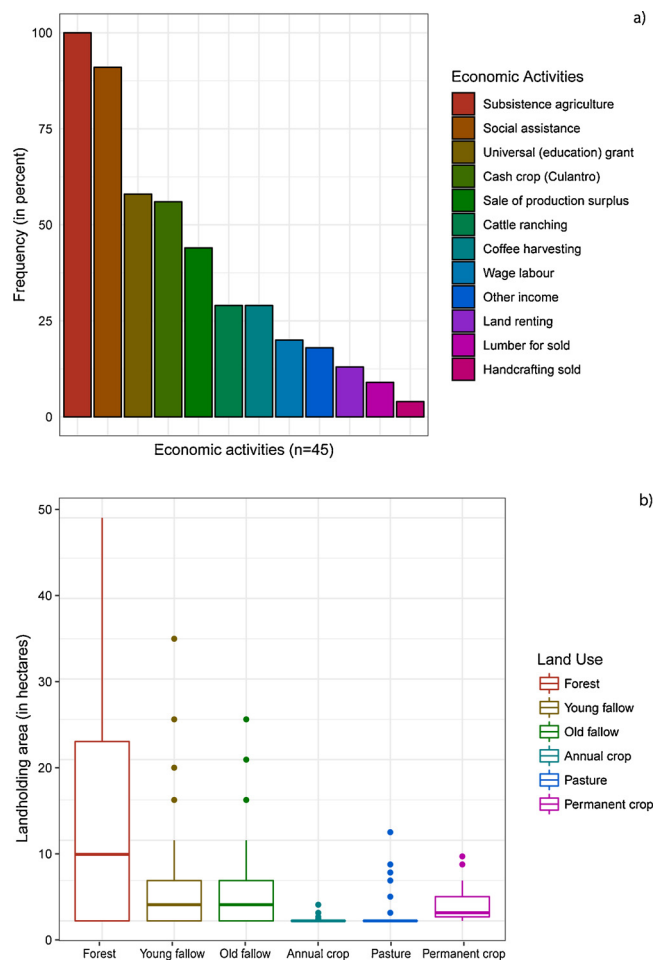 a)
100
75
50
25
0
Frequency (in percent)
Economic activities (n=45)
Economic Activities
Subsistence agriculture
Social assistance
Universal (education) grant
Cash crop (Culantro)
Sale of production surplus
Cattle ranching
Coffee harvesting
Wage labour
Other income
Land renting
Lumber for sold
Handcrafting sold
b)
50
40
30
20
10
0
Landholding area (in hectares)
Forest
Young fallow
Old fallow
Annual crop
Pasture
Permanent crop
Land Use
Forest
Young fallow
Old fallow
Annual crop
Pasture
Permanent crop